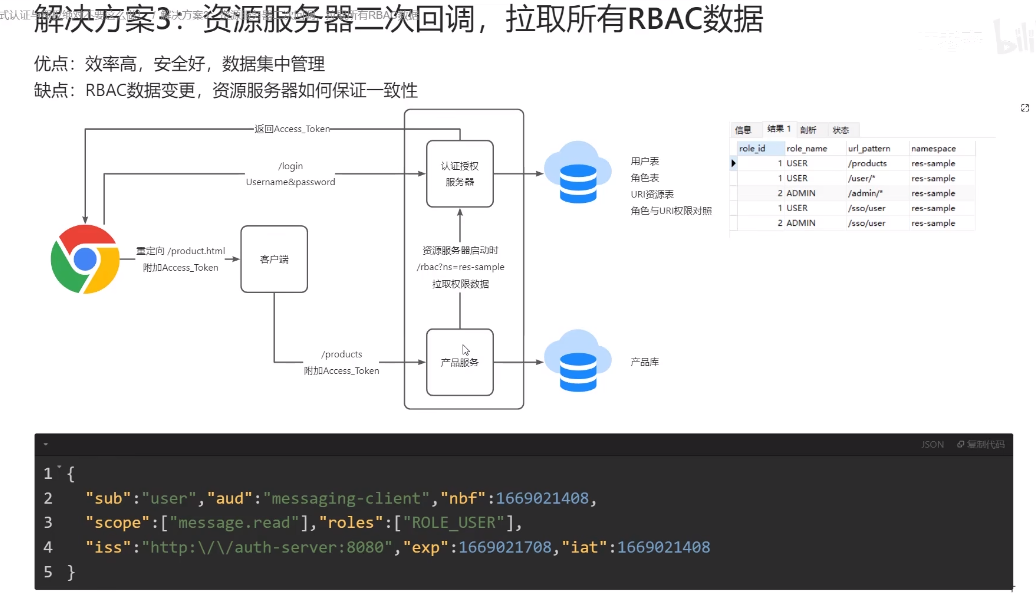 解决方案3：资源服务器二次回调，拉取所有RBAC数据
优点：效率高，安全好，数据集中管理
缺点：RBAC数据变更，资源服务器如何保证一致性
返回Access_Token
/login
Username&password
认证授权
服务器
用户表
角色表
URI资源表
角色与URI权限对照
重定向 /product.html
附加Access_Token
客户端
资源服务器启动时
/rbac?ns=res-sample
拉取权限数据
/products
附加Access_Token
产品服务
产品库
信息 结果 1 剖析 状态
role_id role_name url_pattern namespace
1 USER /products res-sample
1 USER /user/* res-sample
2 ADMIN /admin/* res-sample
1 USER /sso/user res-sample
2 ADMIN /sso/user res-sample
JSON 复制代码
1 {
2 "sub":"user","aud":"messaging-client","nbf":1669021408,
3 "scope":["message.read"],"roles":["ROLE_USER"],
4 "iss":"http:\/\/auth-server:8080","exp":1669021708,"iat":1669021408
5 }
bili